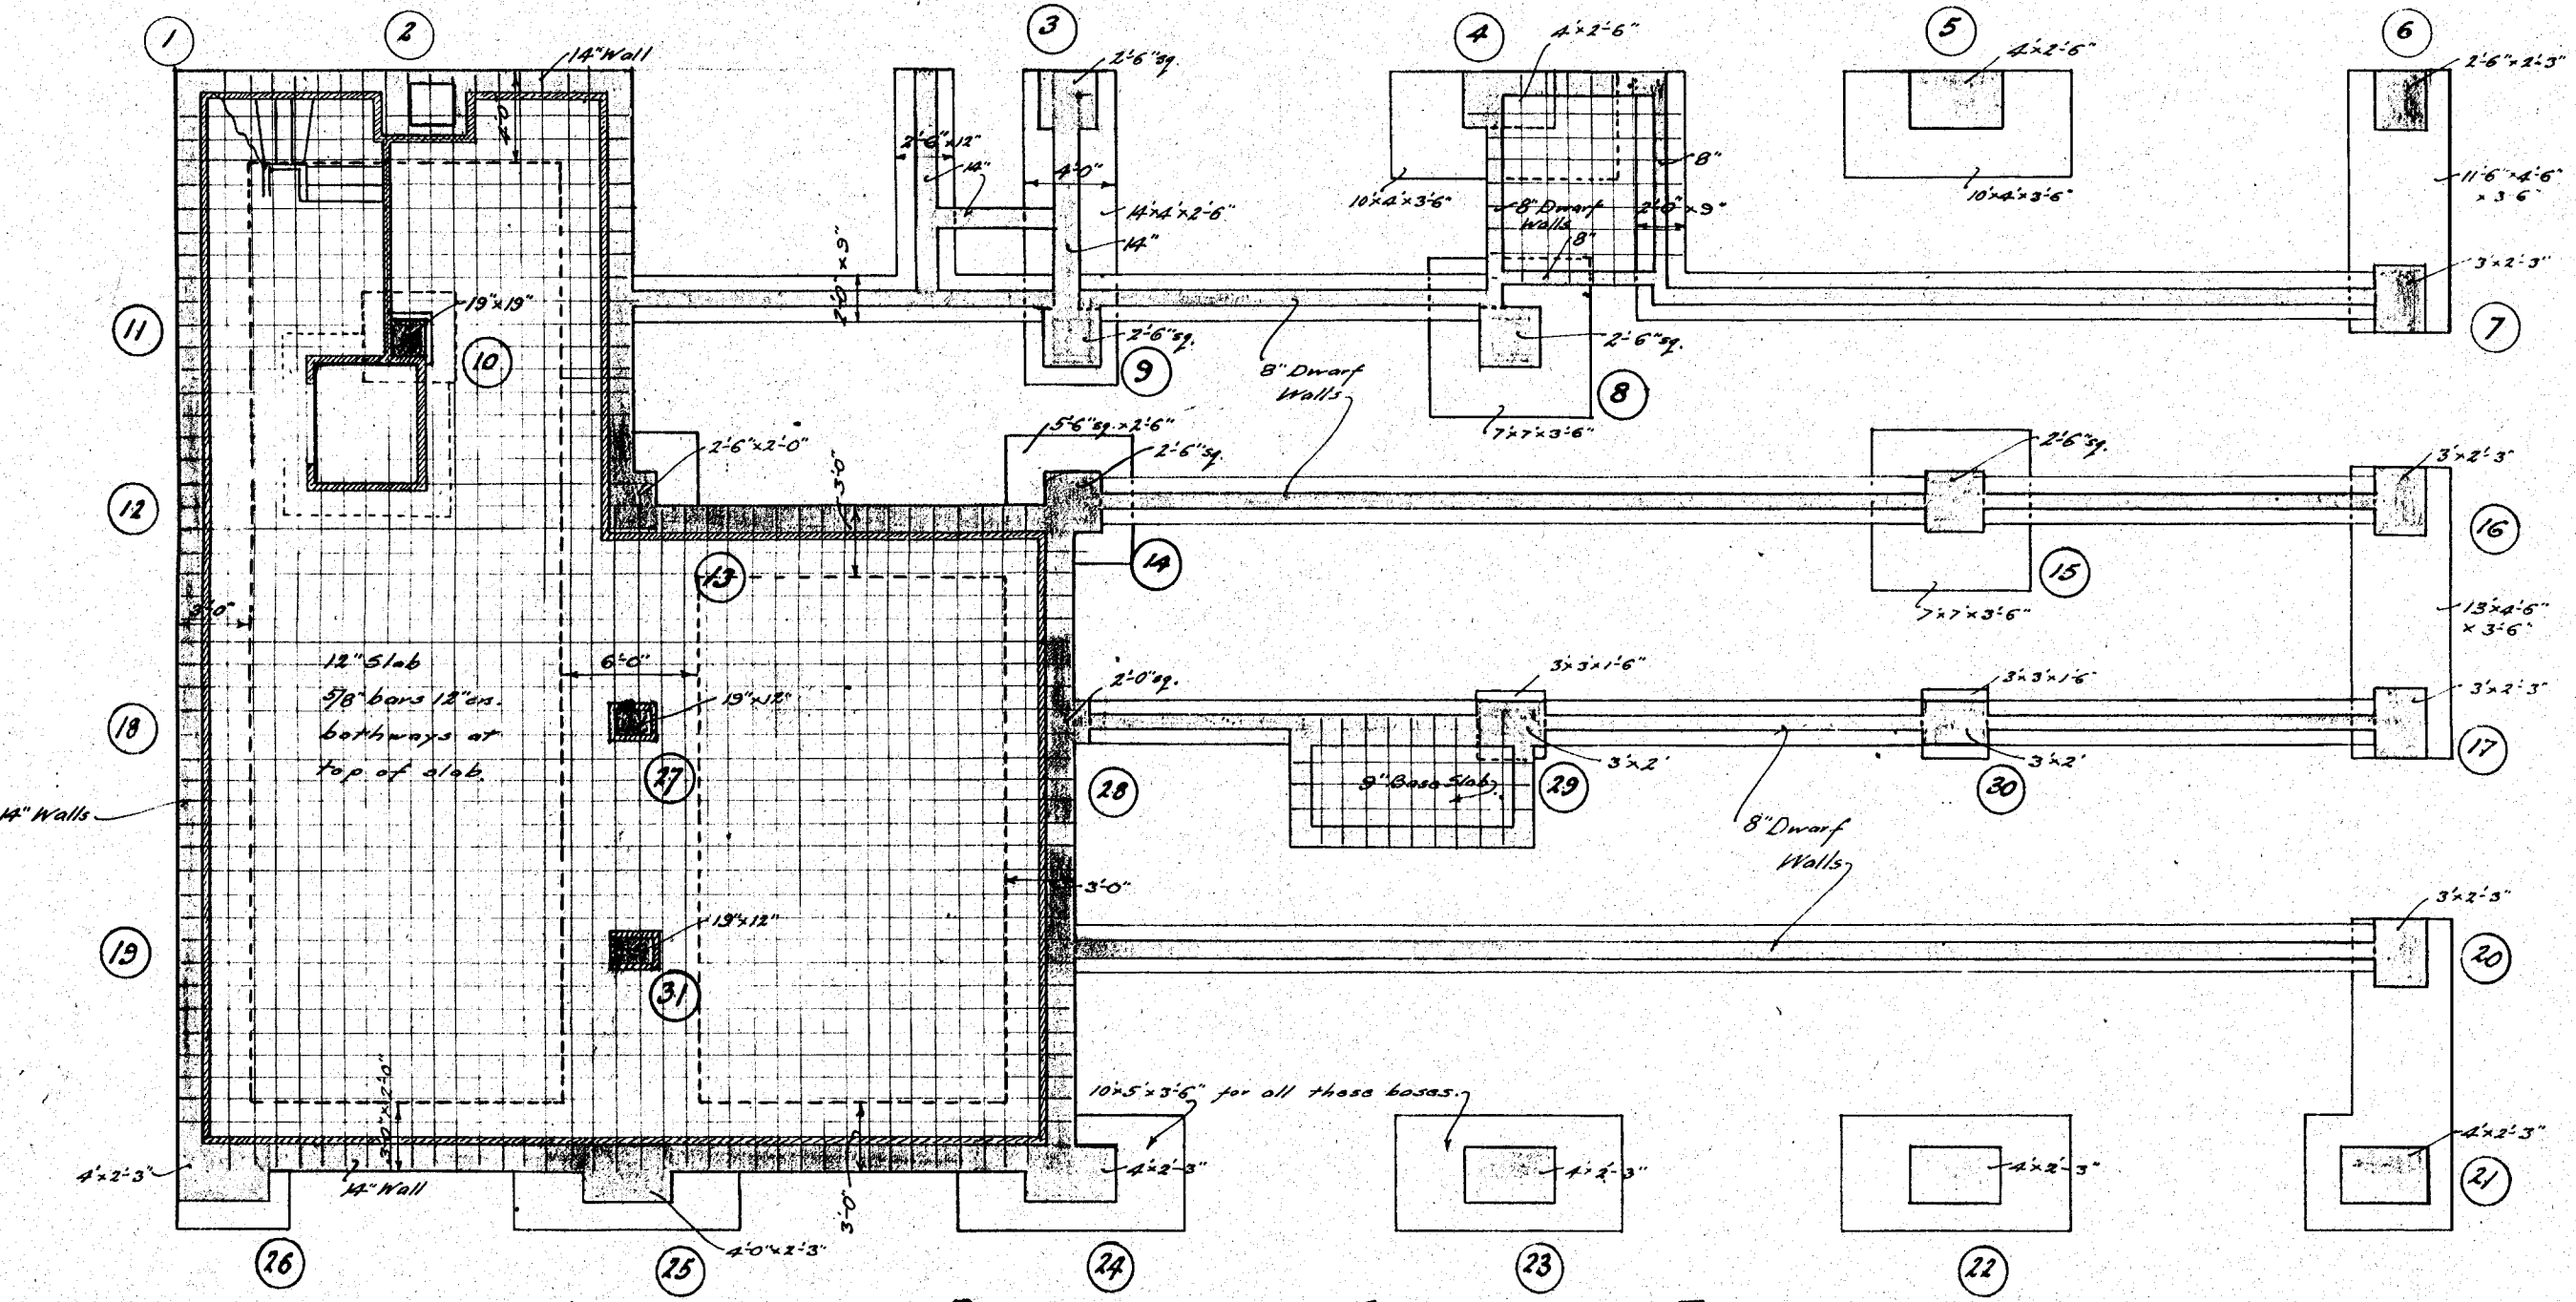 1
2
3
4
5
6
14" Wall
2'-6" sq.
4'x2'-6"
4'x2'-6"
2'-6"x2'-3"
2'-6"x12"
14"
4'-0"
14'x4'x2'-6"
14"
10'x4'x3'-6"
8" Dwarf
Walls
8"
8"
2'-0"x9"
10'x4'x3'-6"
11'-6"x4'-6"
x 3'-6"
2'-0"x9"
3'x2'-3"
11
19"x19"
10
2'-6" sq.
9
2'-6" sq.
8
7
8" Dwarf
Walls
7'x7'x3'-6"
2'-6"x2'-0"
5'-6" sq. x2'-6"
2'-6" sq.
2'-6" sq.
3'x2'-3"
12
3'-0"
13
14
15
16
3'-0"
7'x7'x3'-6"
13'x4'-6"
x 3'-6"
12" Slab
5/8" bars 12" crs.
bothways at
top of slab.
6'-0"
19"x12"
2'-0" sq.
3'x3'x1'-6"
3'x3'x1'-6"
3'x2'-3"
18
27
28
9" Base Slab
3'x2'
29
3'x2'
30
17
14" Walls
8" Dwarf
Walls
3'-0"
19"x12"
3'x2'-3"
19
31
20
3'-0"x2'-0"
10'x5'x3'-6" for all these bases.
4'x2'-3"
14" Wall
3'-0"
4'x2'-3"
4'x2'-3"
4'x2'-3"
4'x2'-3"
21
4'-0"x2'-3"
26
25
24
23
22